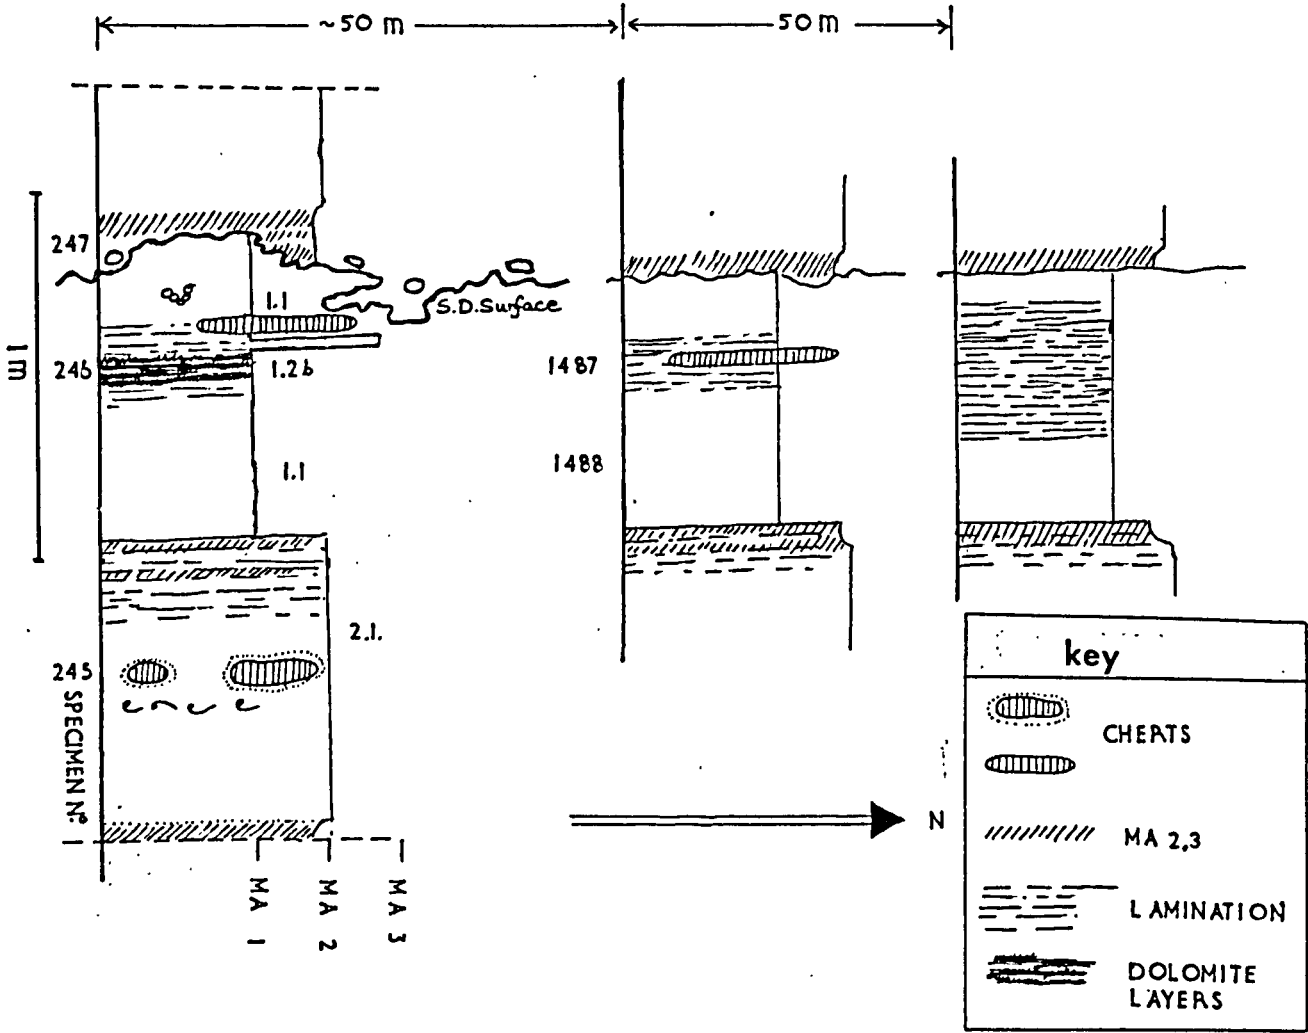 ~50 m
50 m
247
1.1
S.D. Surface
1 m
246
1.2b
1487
1.1
1488
2.1.
245
SPECIMEN Nº
key
CHERTS
N
MA 2,3
LAMINATION
DOLOMITE
LAYERS
MA 1
MA 2
MA 3